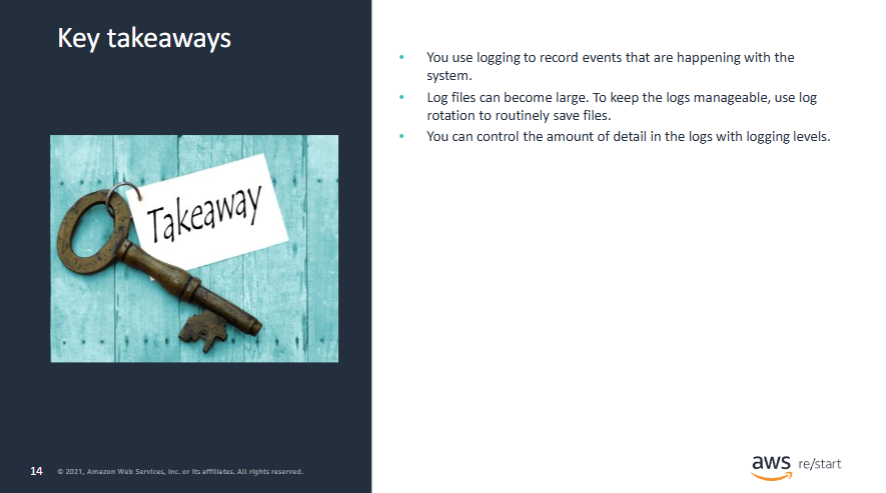 Key takeaways
Takeaway
• You use logging to record events that are happening with the
system.
• Log files can become large. To keep the logs manageable, use log
rotation to routinely save files.
• You can control the amount of detail in the logs with logging levels.
14 © 2021, Amazon Web Services, Inc. or its affiliates. All rights reserved.
aws re/start